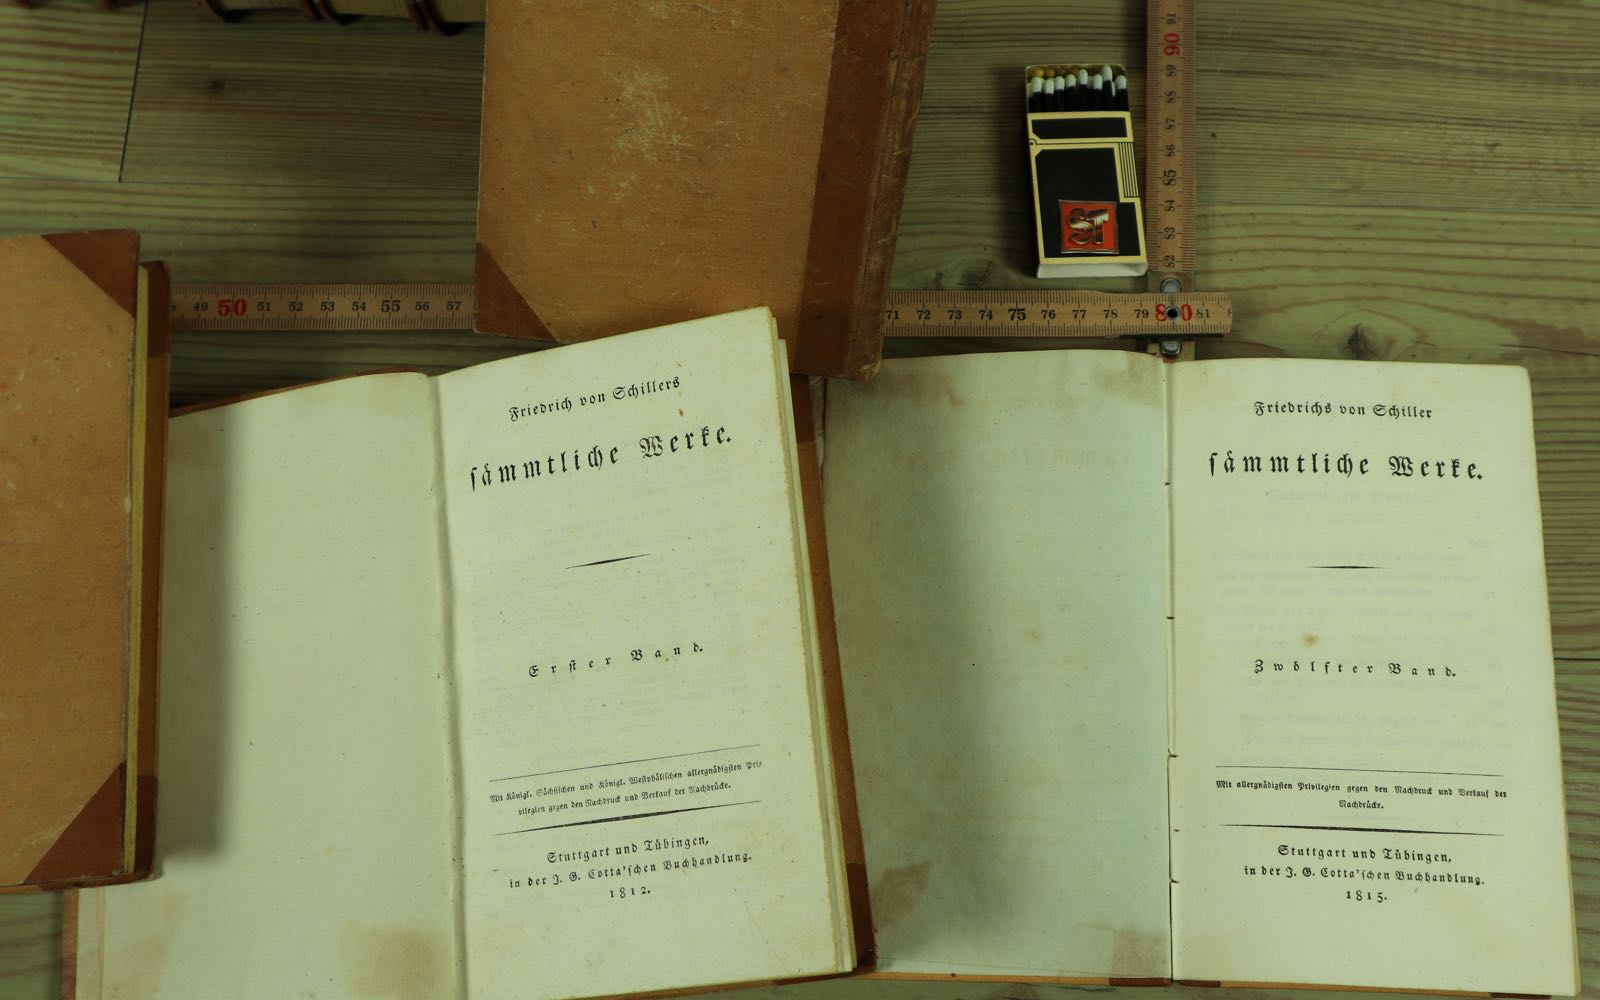 49 50 51 52 53 54 55 56 57
71 72 73 74 75 76 77 78 79 80 81
91
90
89
88
87
86
85
84
83
82
ST
Friedrich von Schillers
sämmtliche Werke.
Erster Band.
Mit Königl. Sächsischen und Königl. Westphälischen allergnädigsten Pri-
vilegien gegen den Nachdruck und Verkauf der Nachdrücke.
Stuttgart und Tübingen,
in der J. G. Cotta'schen Buchhandlung.
1812.
Friedrichs von Schiller
sämmtliche Werke.
Zwölfter Band.
Mit allergnädigsten Privilegien gegen den Nachdruck und Verkauf der
Nachdrücke.
Stuttgart und Tübingen,
in der J. G. Cotta'schen Buchhandlung.
1815.